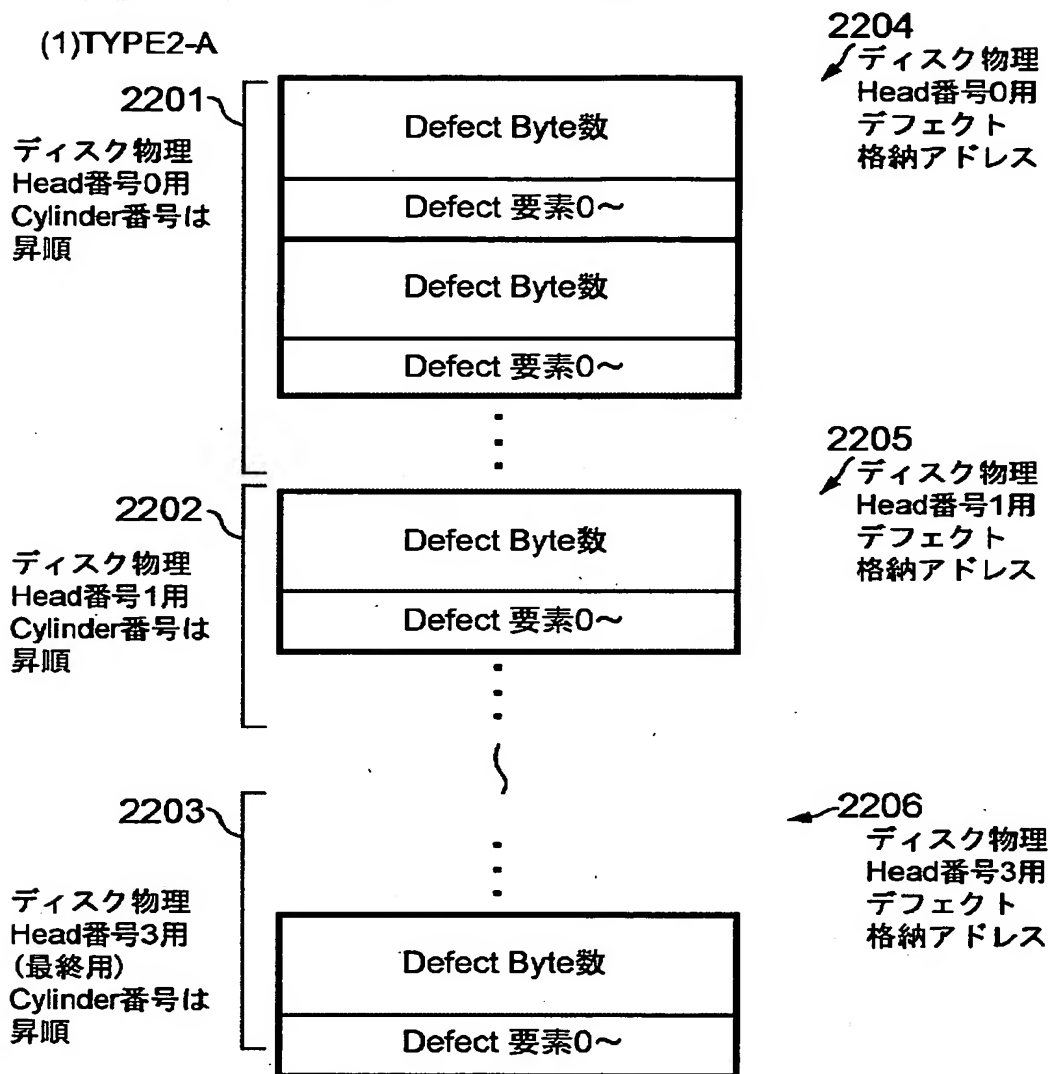 (1)TYPE2-A
2201
ディスク物理
Head番号0用
Cylinder番号は
昇順
Defect Byte数
Defect 要素0～
Defect Byte数
Defect 要素0～
2204
ディスク物理
Head番号0用
デフェクト
格納アドレス
2202
ディスク物理
Head番号1用
Cylinder番号は
昇順
Defect Byte数
Defect 要素0～
2205
ディスク物理
Head番号1用
デフェクト
格納アドレス
2203
ディスク物理
Head番号3用
(最終用)
Cylinder番号は
昇順
Defect Byte数
Defect 要素0～
2206
ディスク物理
Head番号3用
デフェクト
格納アドレス